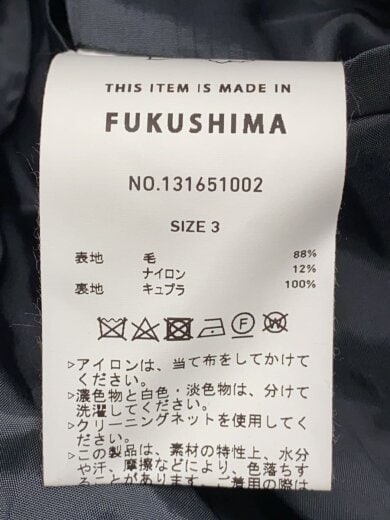 THIS ITEM IS MADE IN
FUKUSHIMA
NO.131651002
SIZE 3
表地 毛 88%
ナイロン 12%
裏地 キュプラ 100%
F W
▷アイロンは、当て布をしてかけて
ください。
▷濃色物と白色・淡色物は、分けて
洗濯してください。
▷クリーニングネットを使用してく
ださい。
▷この製品は、素材の特性上、水分
や汗、摩擦などにより、色落ちす
ることがあります。ご着用の際は